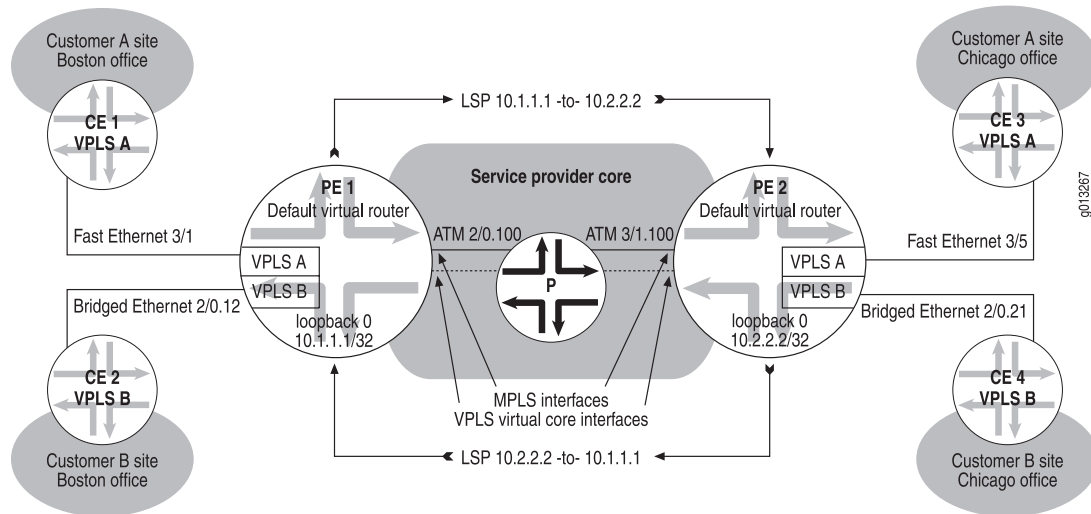 Customer A site
Boston office
CE 1
VPLS A
Fast Ethernet 3/1
Bridged Ethernet 2/0.12
CE 2
VPLS B
Customer B site
Boston office
LSP 10.1.1.1 -to- 10.2.2.2
PE 1
Default virtual router
VPLS A
VPLS B
loopback 0
10.1.1.1/32
Service provider core
ATM 2/0.100
ATM 3/1.100
P
MPLS interfaces
VPLS virtual core interfaces
LSP 10.2.2.2 -to- 10.1.1.1
PE 2
Default virtual router
VPLS A
VPLS B
loopback 0
10.2.2.2/32
Customer A site
Chicago office
CE 3
VPLS A
Fast Ethernet 3/5
Bridged Ethernet 2/0.21
CE 4
VPLS B
Customer B site
Chicago office
g013267